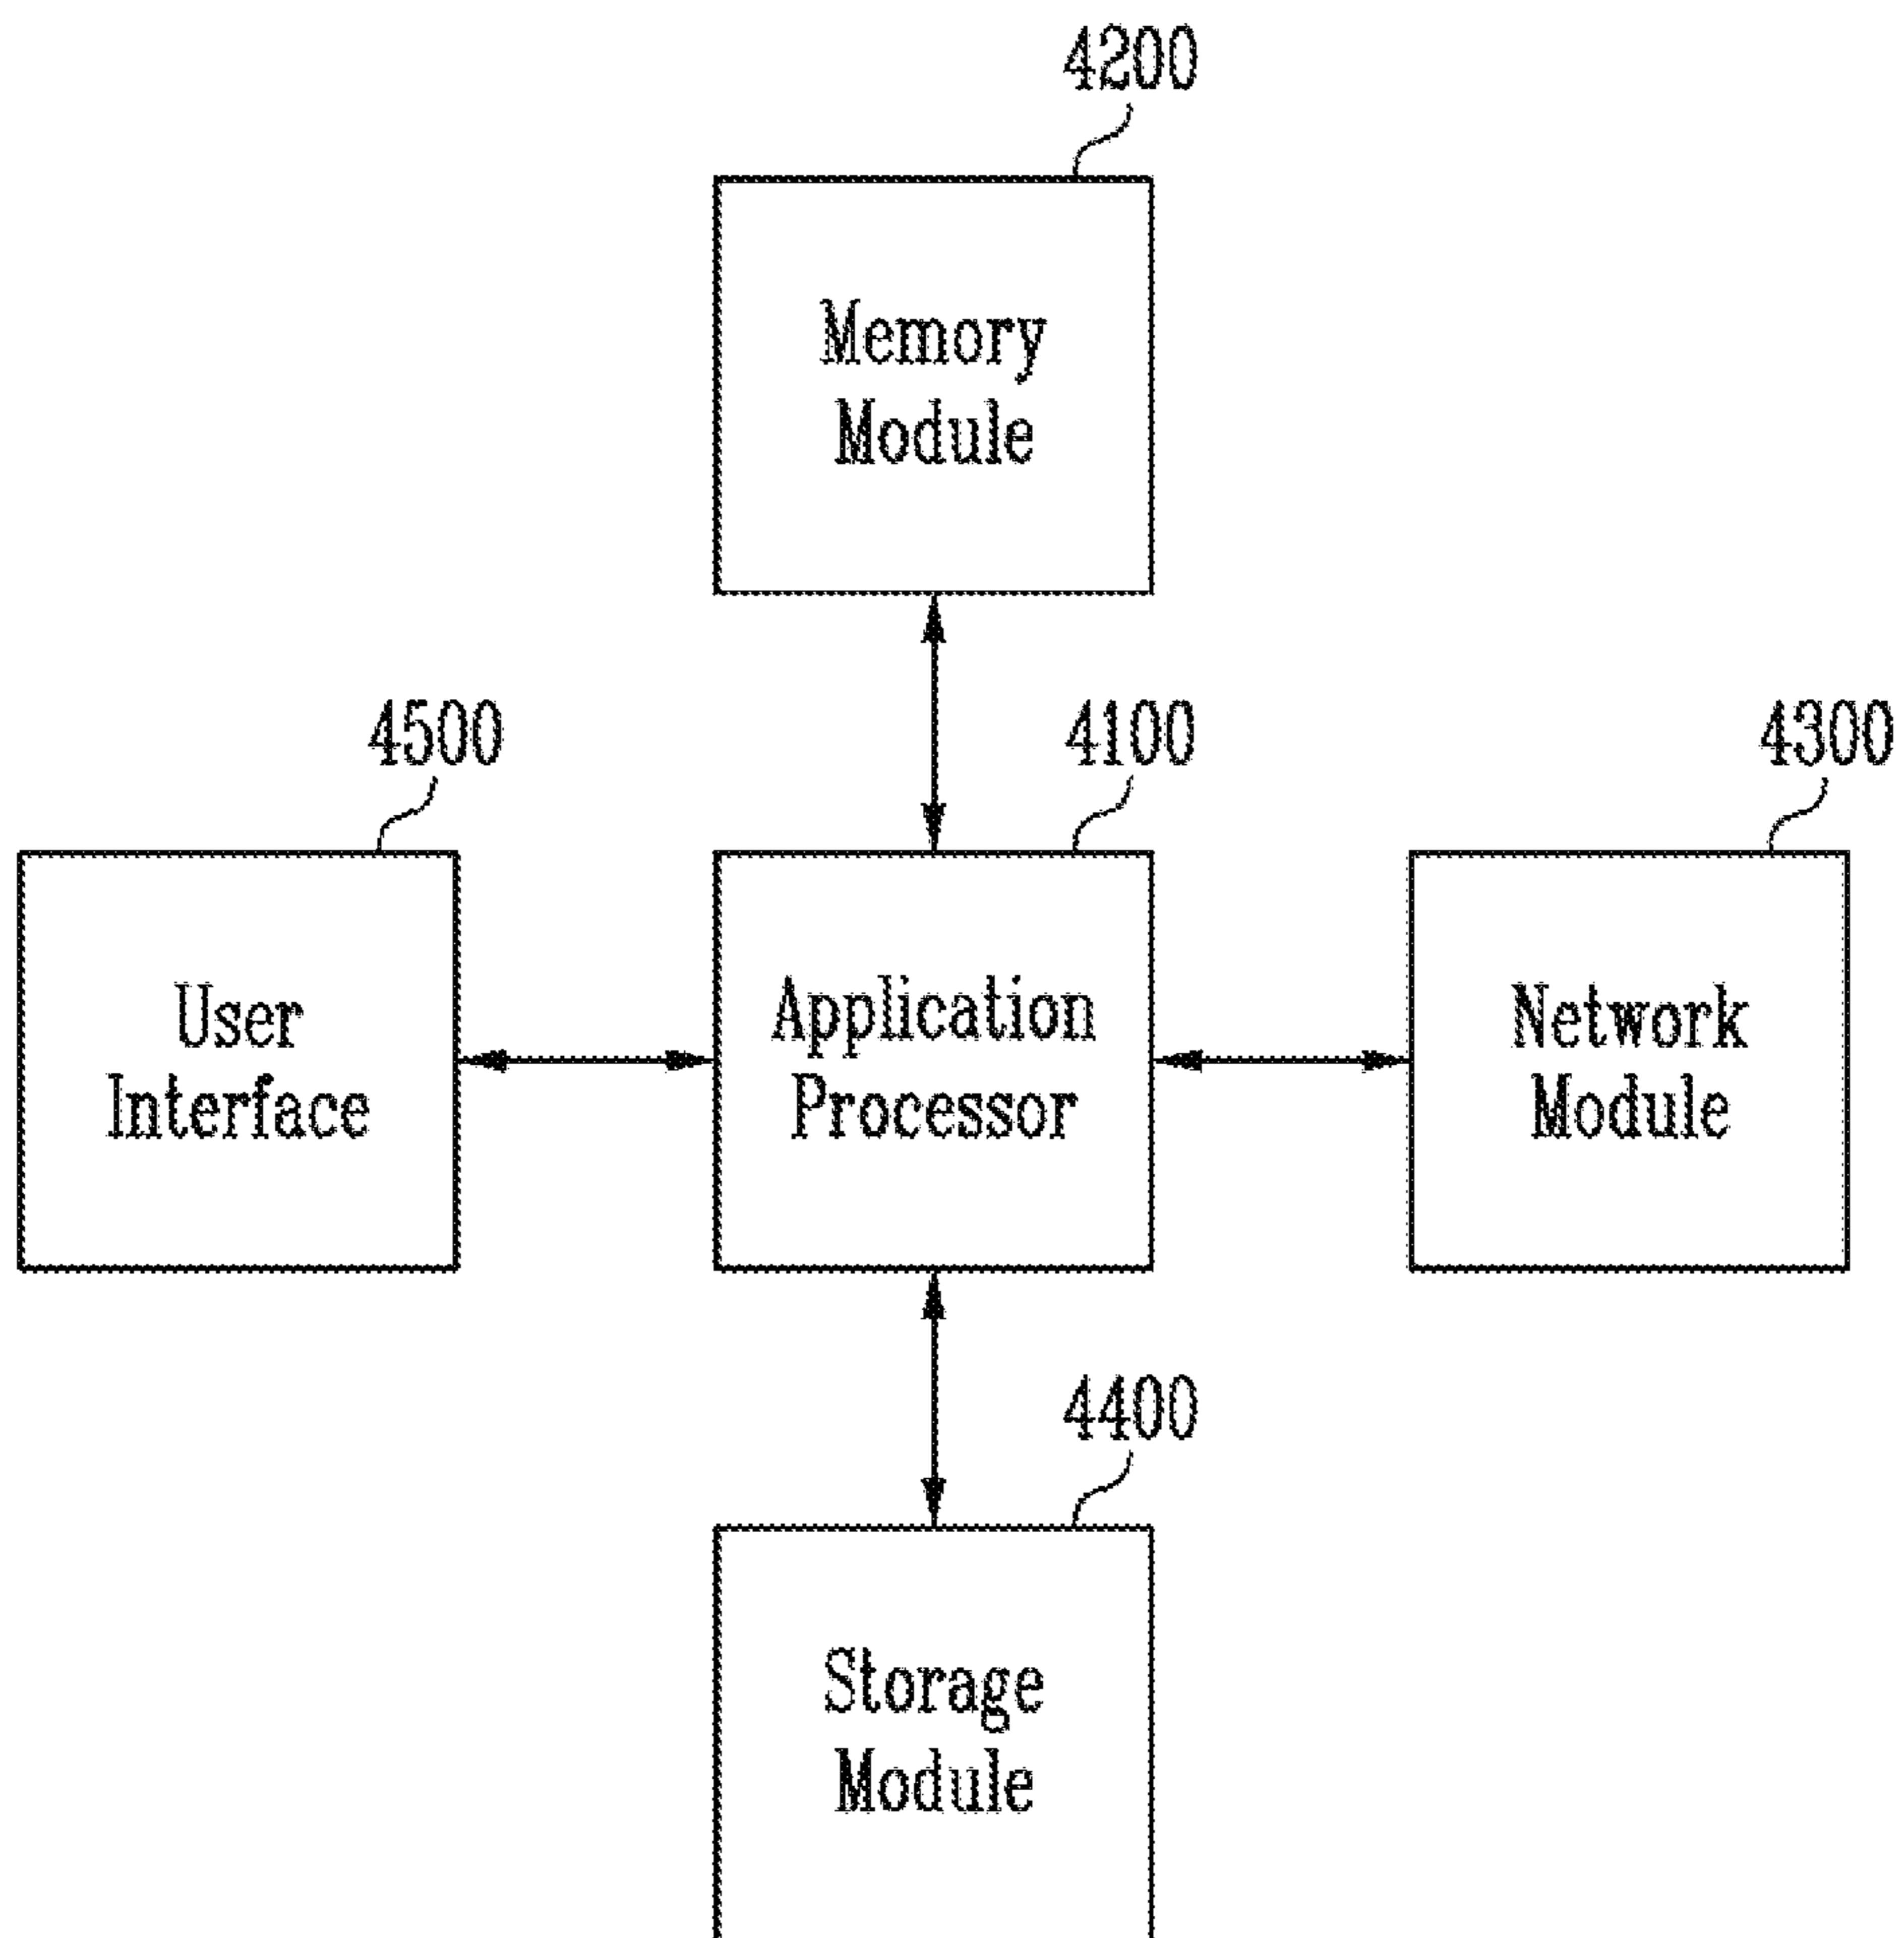 4200
Memory
Module
4500
4100
4300
User
Interface
Application
Processor
Network
Module
4400
Storage
Module